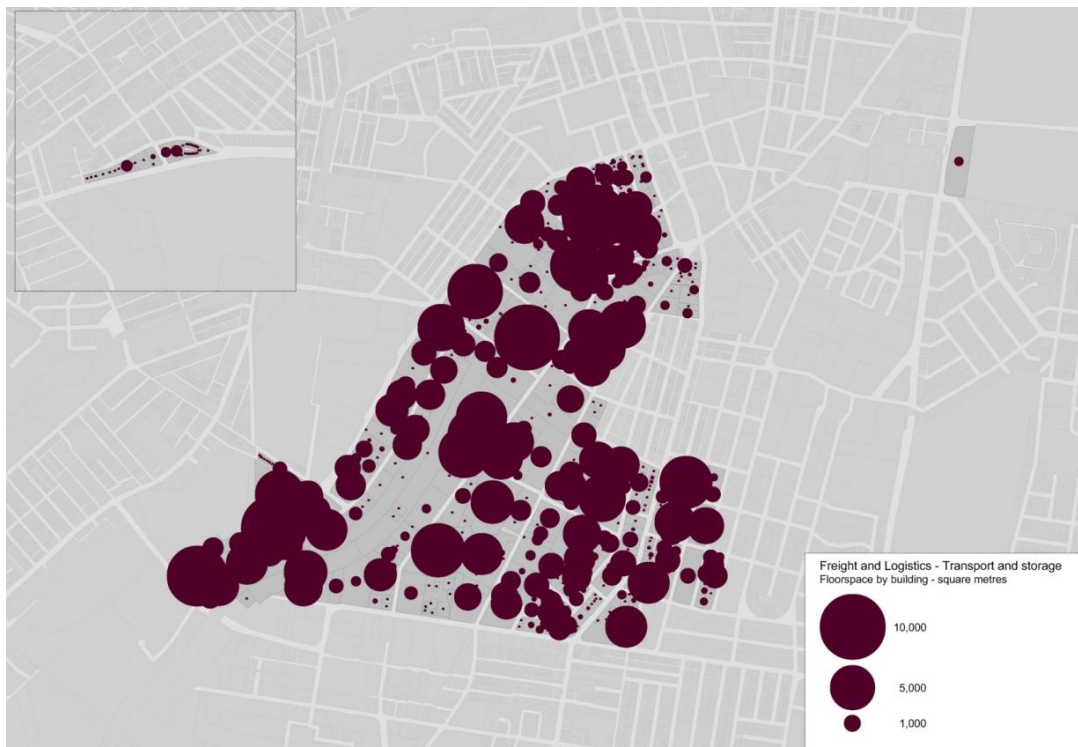 Freight and Logistics - Transport and storage
Floorspace by building - square metres
10,000
5,000
1,000